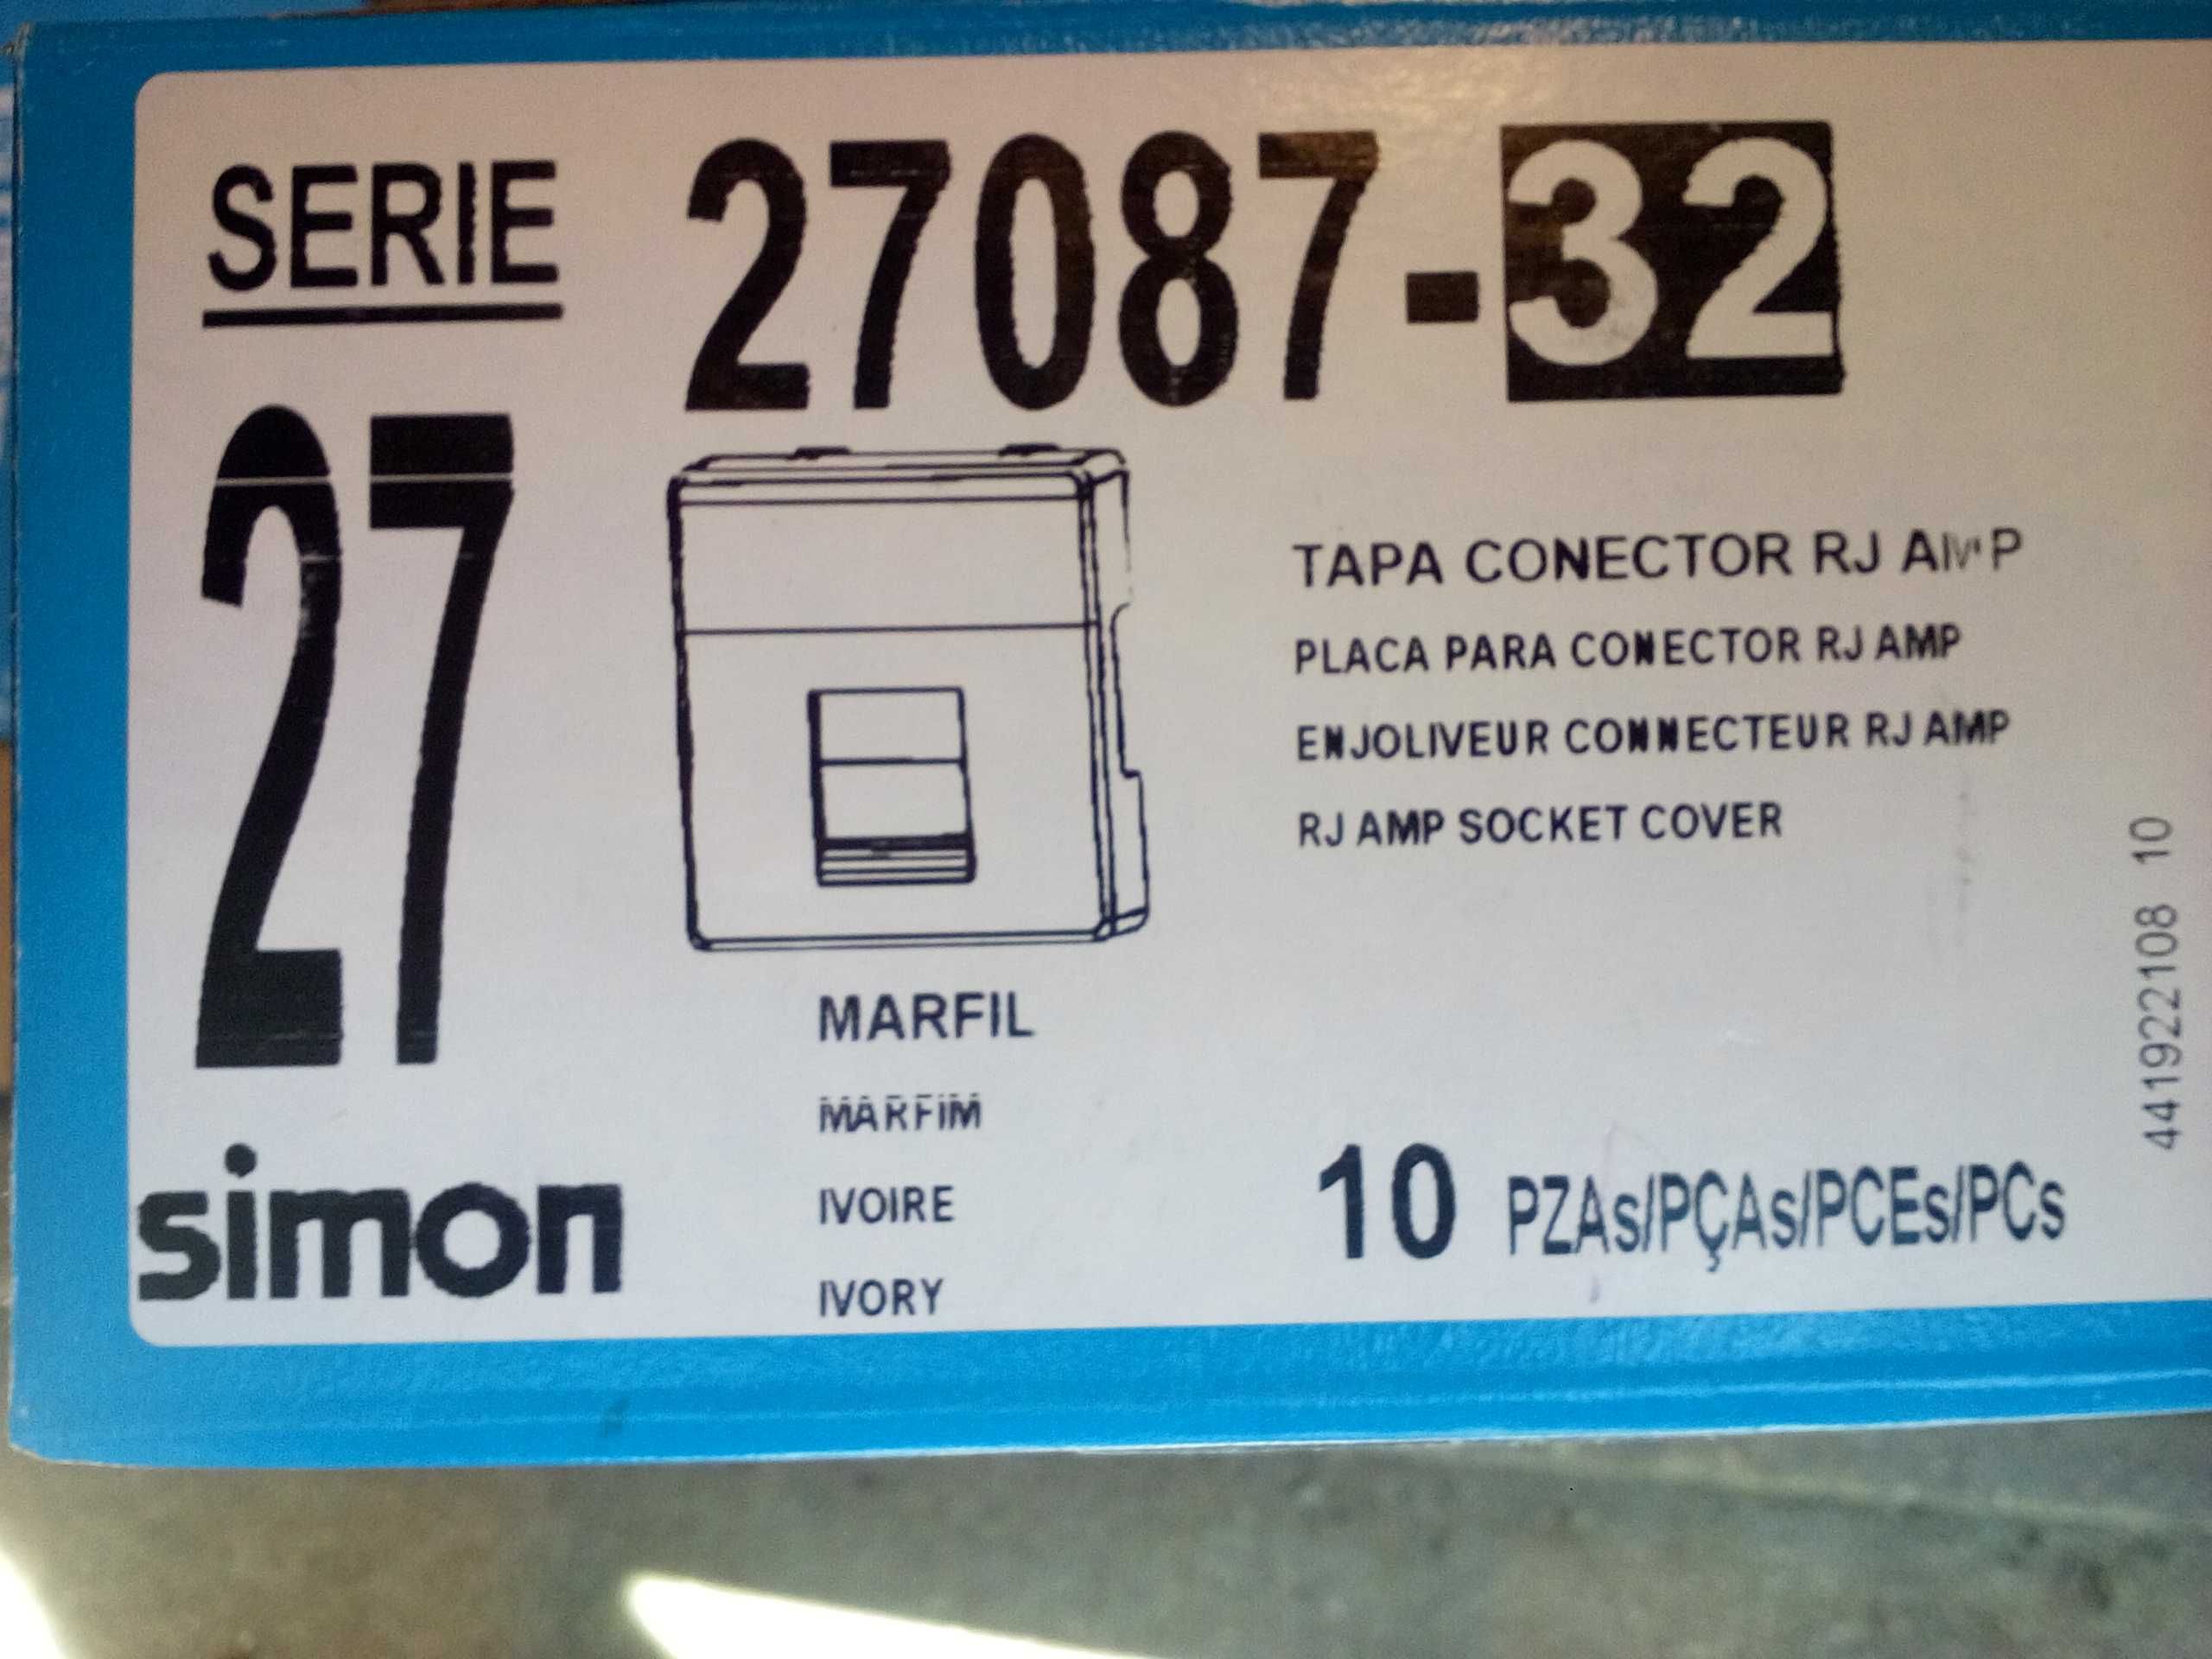 SERIE
27087-32
27
TAPA CONECTOR RJ AMP
PLACA PARA CONECTOR RJ AMP
ENJOLIVEUR CONNECTEUR RJ AMP
RJ AMP SOCKET COVER
MARFIL
MARFIM
IVOIRE
IVORY
simon
10 PZAs/PÇAs/PCEs/PCs
441922108 10